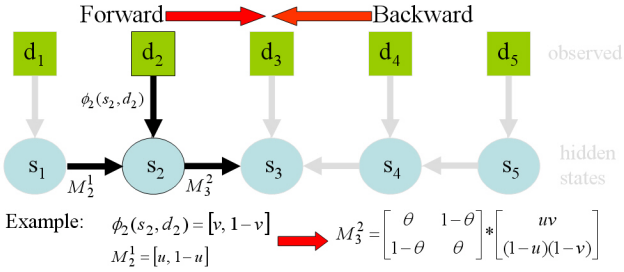 Forward Backward
d₁ d₂ d₃ d₄ d₅ observed
ϕ₂(s₂,d₂)
s₁ s₂ s₃ s₄ s₅ hidden states
M₂¹ M₃²
Example: ϕ₂(s₂,d₂) = [v, 1−v]
M₂¹ = [u, 1−u]
M₃² = [θ 1−θ; 1−θ θ] * [uv; (1−u)(1−v)]